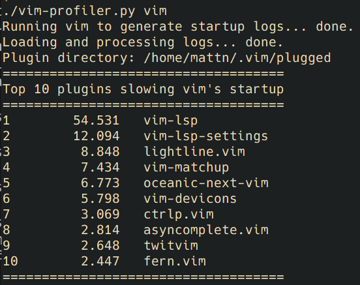 ./vim-profiler.py vim
Running vim to generate startup logs... done.
Loading and processing logs... done.
Plugin directory: /home/mattn/.vim/plugged
====================================
Top 10 plugins slowing vim's startup
====================================
1 54.531 vim-lsp
2 12.094 vim-lsp-settings
3 8.848 lightline.vim
4 7.434 vim-matchup
5 6.773 oceanic-next-vim
6 5.798 vim-devicons
7 3.069 ctrlp.vim
8 2.814 asyncomplete.vim
9 2.648 twitvim
10 2.447 fern.vim
====================================